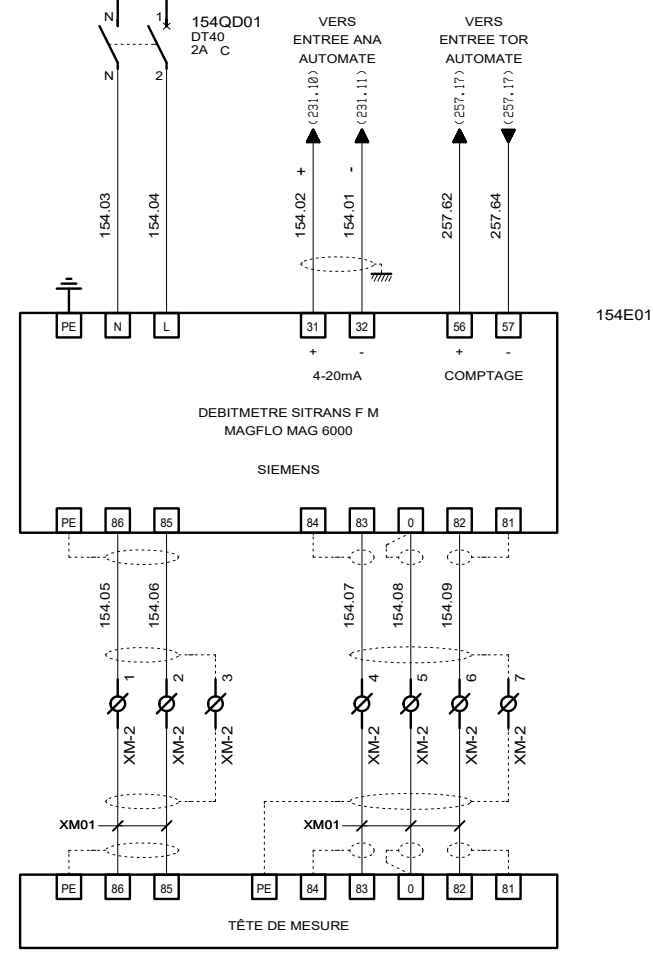 N 1
154QD01
DT40
2A C
N 2
VERS
ENTREE ANA
AUTOMATE
VERS
ENTREE TOR
AUTOMATE
(231.10)
(231.11)
(257.17)
(257.17)
154.03
154.04
+
154.02
-
154.01
257.62
257.64
154E01
PE N L 31 32 56 57
+ - + -
4-20mA COMPTAGE
DEBITMETRE SITRANS F M
MAGFLO MAG 6000
SIEMENS
PE 86 85 84 83 0 82 81
154.05
154.06
154.07
154.08
154.09
1
2
3
4
5
6
7
XM-2
XM-2
XM-2
XM-2
XM-2
XM-2
XM-2
XM01 XM01
PE 86 85 PE 84 83 0 82 81
TÊTE DE MESURE